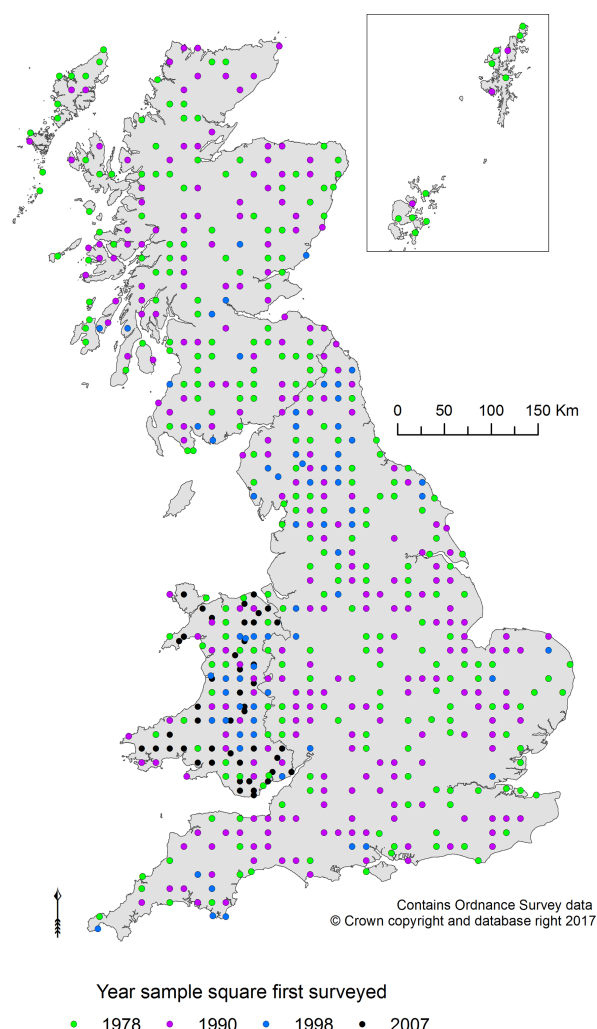 0 50 100 150 Km
Contains Ordnance Survey data
© Crown copyright and database right 2017
Year sample square first surveyed
1978 1990 1998 2007